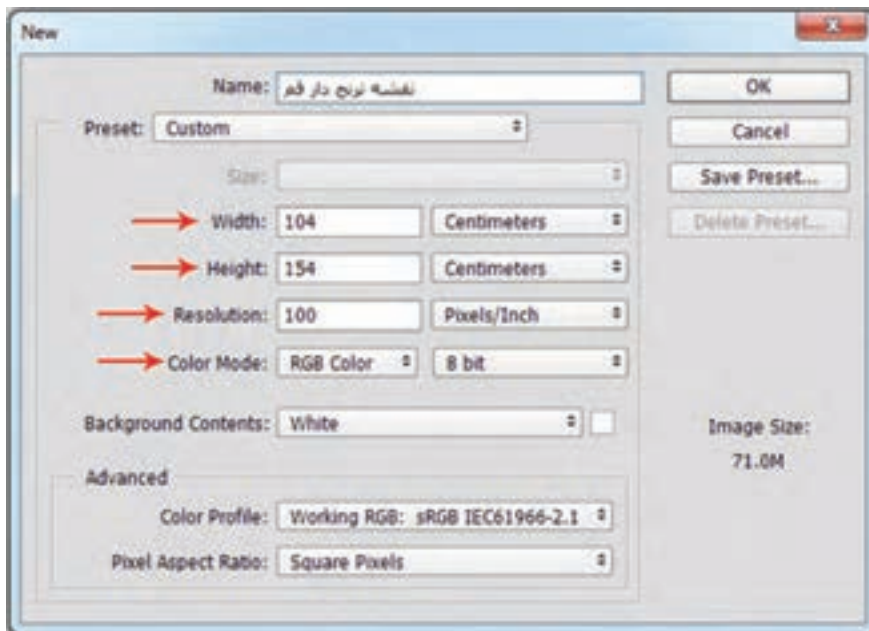 New
Name: نقشه ترنج دار قم
OK
Preset: Custom
Cancel
Size:
Save Preset...
Width: 104 Centimeters
Delete Preset...
Height: 154 Centimeters
Resolution: 100 Pixels/Inch
Color Mode: RGB Color 8 bit
Background Contents: White
Image Size:
71.0M
Advanced
Color Profile: Working RGB: sRGB IEC61966-2.1
Pixel Aspect Ratio: Square Pixels